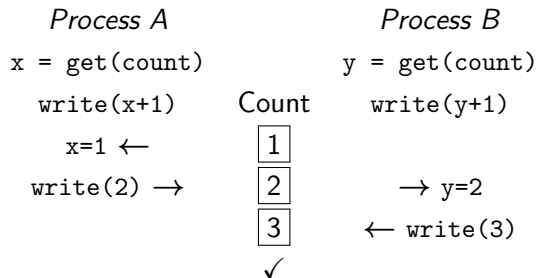 Process A Process B
x = get(count) y = get(count)
write(x+1) Count write(y+1)
x=1 ← 1
write(2) → 2 → y=2
3 ← write(3)
✓